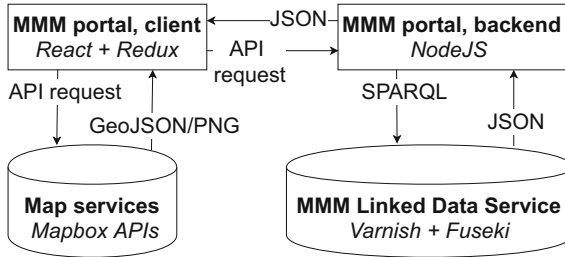 JSON
MMM portal, client
React + Redux
API
request
MMM portal, backend
NodeJS
API request
GeoJSON/PNG
SPARQL
JSON
Map services
Mapbox APIs
MMM Linked Data Service
Varnish + Fuseki